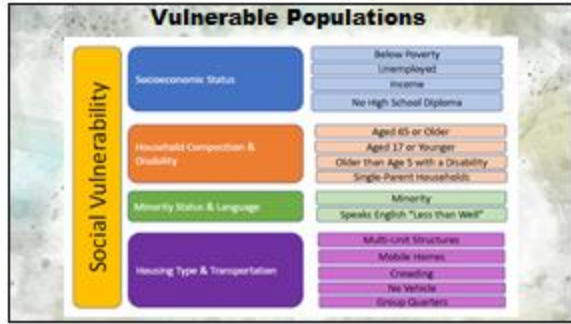 Vulnerable Populations
Social Vulnerability
Socioeconomic Status
Below Poverty
Unemployed
Income
No High School Diploma
Household Composition &
Disability
Aged 65 or Older
Aged 17 or Younger
Older than Age 5 with a Disability
Single-Parent Households
Minority Status & Language
Minority
Speaks English "Less than Well"
Housing Type & Transportation
Multi-Unit Structures
Mobile Homes
Crowding
No Vehicle
Group Quarters